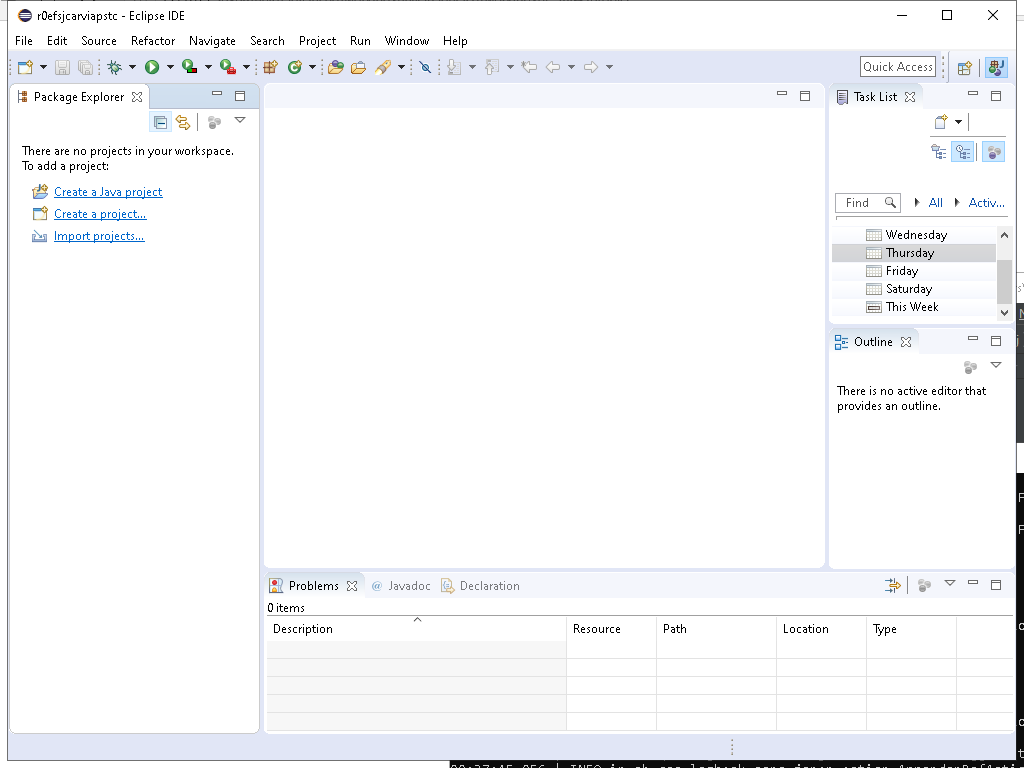 r0efsjcarviapstc - Eclipse IDE
File Edit Source Refactor Navigate Search Project Run Window Help
Quick Access
Package Explorer
There are no projects in your workspace.
To add a project:
Create a Java project
Create a project...
Import projects...
Task List
Find All Activ...
Wednesday
Thursday
Friday
Saturday
This Week
Outline
There is no active editor that
provides an outline.
Problems @ Javadoc Declaration
0 items
Description Resource Path Location Type